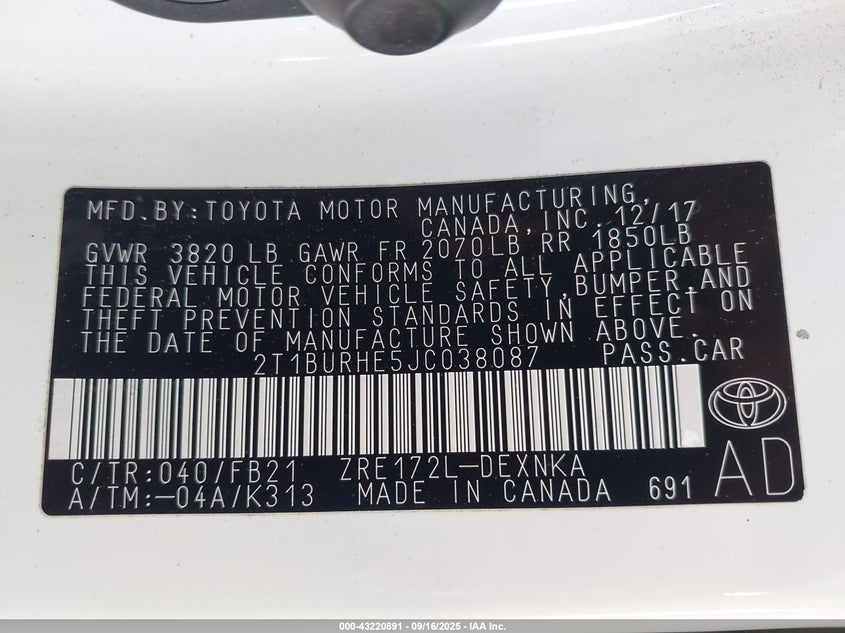 MFD.BY:TOYOTA MOTOR MANUFACTURING,
CANADA,INC. 12/17
GVWR 3820 LB GAWR FR 2070LB RR 1850LB
THIS VEHICLE CONFORMS TO ALL APPLICABLE
FEDERAL MOTOR VEHICLE SAFETY,BUMPER,AND
THEFT PREVENTION STANDARDS IN EFFECT ON
THE DATE OF MANUFACTURE SHOWN ABOVE.
2T1BURHE5JC038087 PASS.CAR
C/TR:040/FB21 ZRE172L-DEXNKA
A/TM:-04A/K313 MADE IN CANADA 691
AD
000-43220891 - 09/16/2025 - IAA Inc.